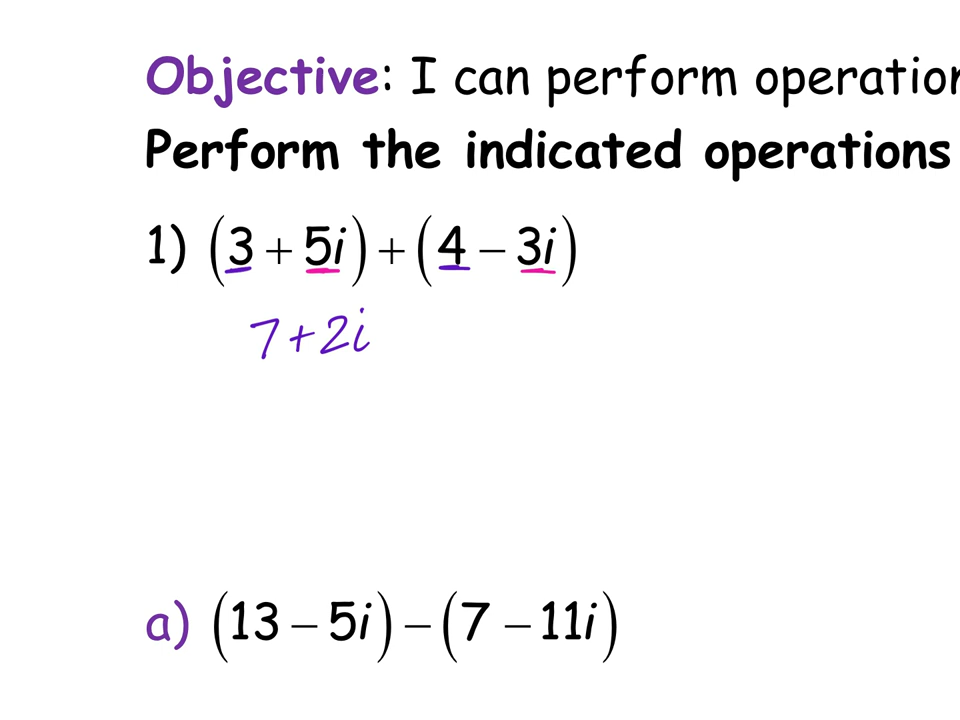 Objective: I can perform operation
Perform the indicated operations
1) (3 + 5i) + (4 − 3i)
7+2i
a) (13 − 5i) − (7 − 11i)